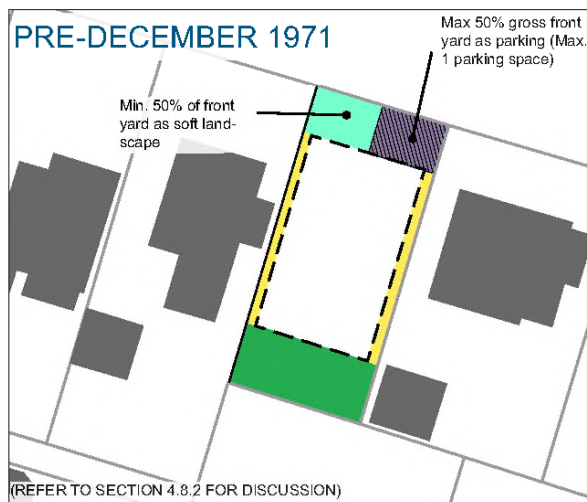 PRE-DECEMBER 1971
Max 50% gross front
yard as parking (Max.
1 parking space)
Min. 50% of front
yard as soft land-
scape
(REFER TO SECTION 4.8.2 FOR DISCUSSION)